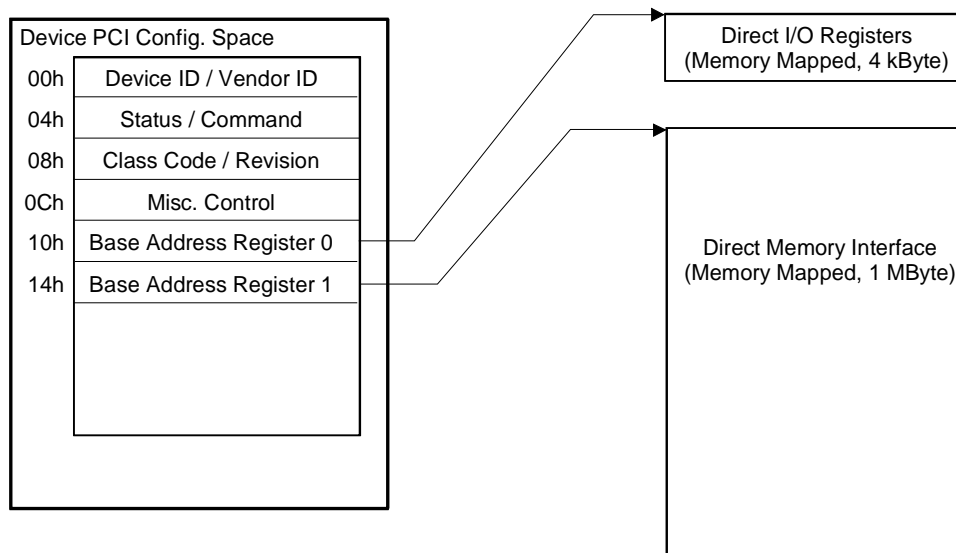 Device PCI Config. Space
00h Device ID / Vendor ID
04h Status / Command
08h Class Code / Revision
0Ch Misc. Control
10h Base Address Register 0
14h Base Address Register 1
Direct I/O Registers
(Memory Mapped, 4 kByte)
Direct Memory Interface
(Memory Mapped, 1 MByte)